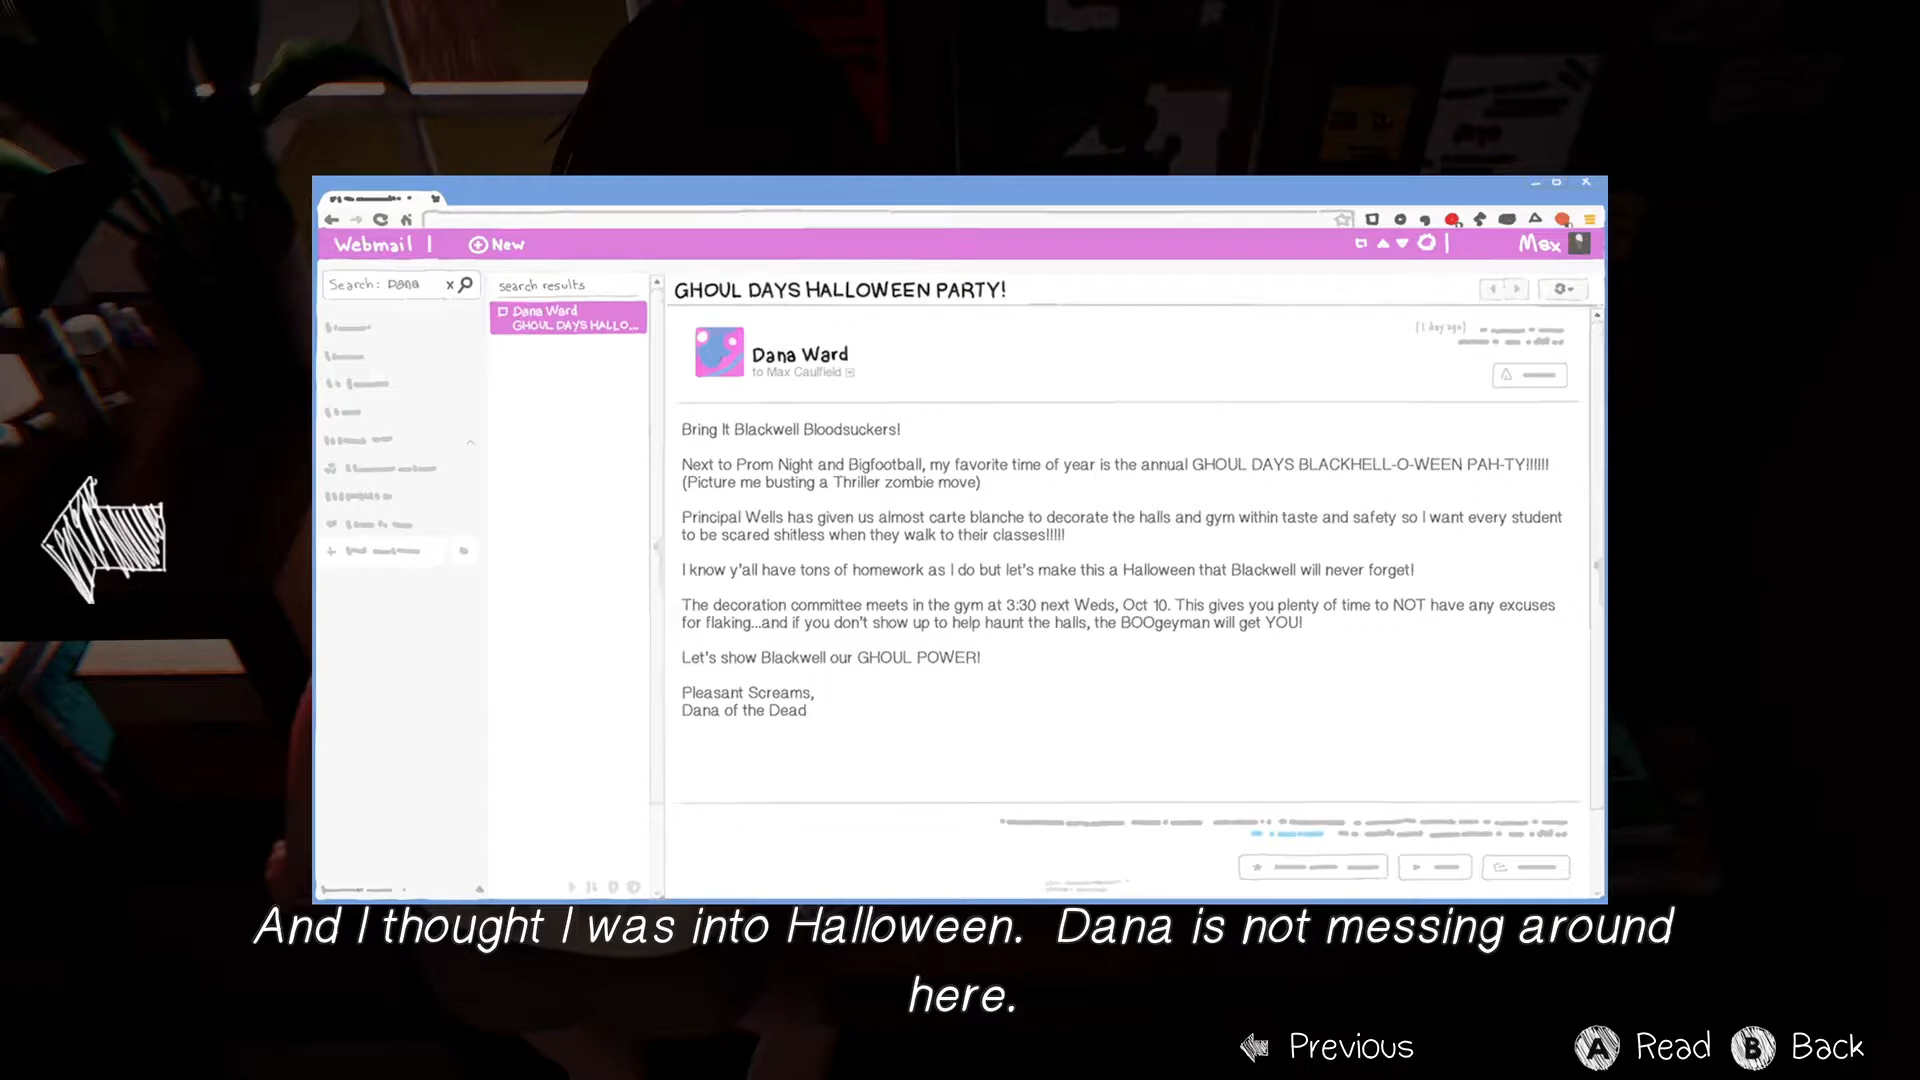 Webmail | New Max
Search: Dana x
search results
Dana Ward
GHOUL DAYS HALLO...
GHOUL DAYS HALLOWEEN PARTY!
(1 day ago)
Dana Ward
to Max Caulfield
Bring It Blackwell Bloodsuckers!
Next to Prom Night and Bigfootball, my favorite time of year is the annual GHOUL DAYS BLACKHELL-O-WEEN PAH-TY!!!!!!
(Picture me busting a Thriller zombie move)
Principal Wells has given us almost carte blanche to decorate the halls and gym within taste and safety so I want every student
to be scared shitless when they walk to their classes!!!!!
I know y'all have tons of homework as I do but let's make this a Halloween that Blackwell will never forget!
The decoration committee meets in the gym at 3:30 next Weds, Oct 10. This gives you plenty of time to NOT have any excuses
for flaking...and if you don't show up to help haunt the halls, the BOOgeyman will get YOU!
Let's show Blackwell our GHOUL POWER!
Pleasant Screams,
Dana of the Dead
And I thought I was into Halloween. Dana is not messing around
here.
Previous A Read B Back